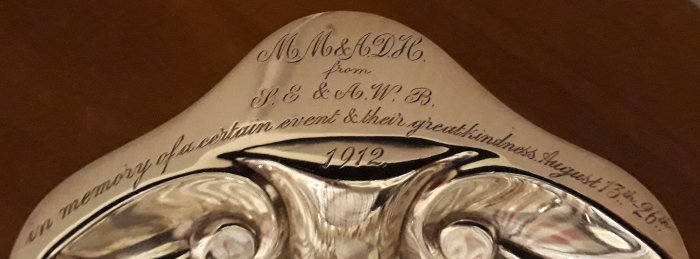 M M & A.D.H.
from
S. E & A. W. B.
in memory of a certain event & their great kindness August 13th 26th
1912.